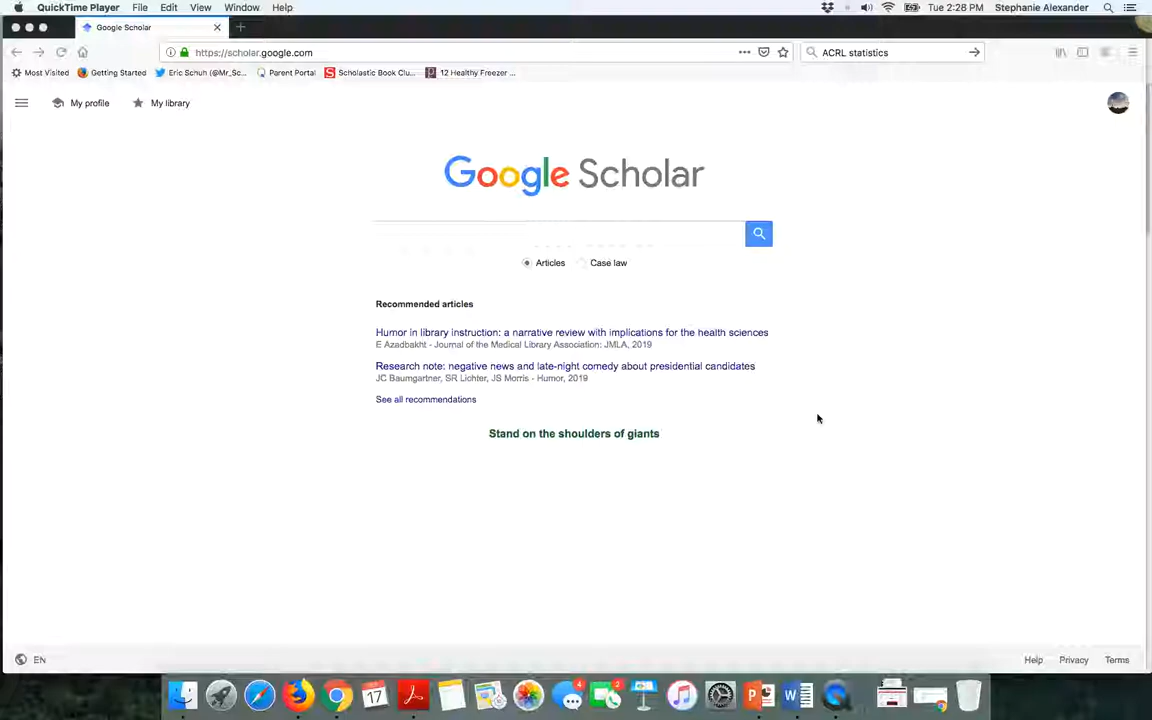 QuickTime Player File Edit View Window Help Tue 2:28 PM Stephanie Alexander
Google Scholar
https://scholar.google.com ACRL statistics
Most Visited Getting Started Eric Schuh (@Mr_Sc... Parent Portal Scholastic Book Clu... 12 Healthy Freezer ...
My profile My library
Google Scholar
Articles Case law
Recommended articles
Humor in library instruction: a narrative review with implications for the health sciences
E Azadbakht - Journal of the Medical Library Association: JMLA, 2019
Research note: negative news and late-night comedy about presidential candidates
JC Baumgartner, SR Lichter, JS Morris - Humor, 2019
See all recommendations
Stand on the shoulders of giants
EN Help Privacy Terms
4 2
17